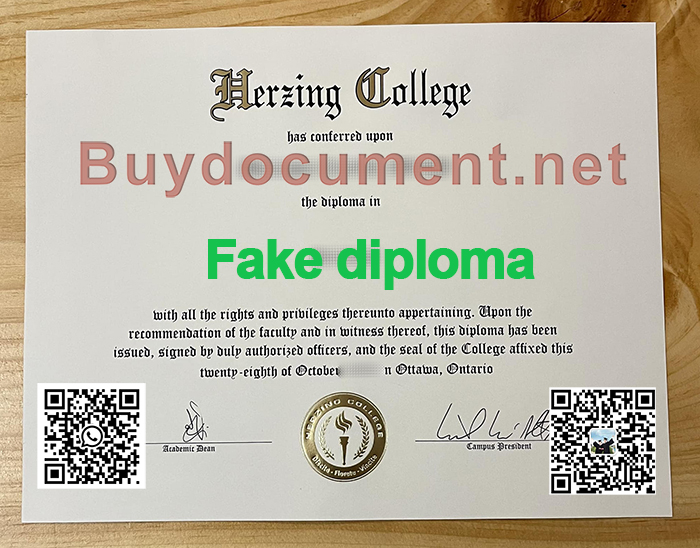 Herzing College
has conferred upon
Buydocument.net
the diploma in
Fake diploma
with all the rights and privileges thereunto appertaining. Upon the
recommendation of the faculty and in witness thereof, this diploma has been
issued, signed by duly authorized officers, and the seal of the College affixed this
twenty-eighth of October n Ottawa, Ontario
HERZING COLLEGE
Academic Dean
Campus President